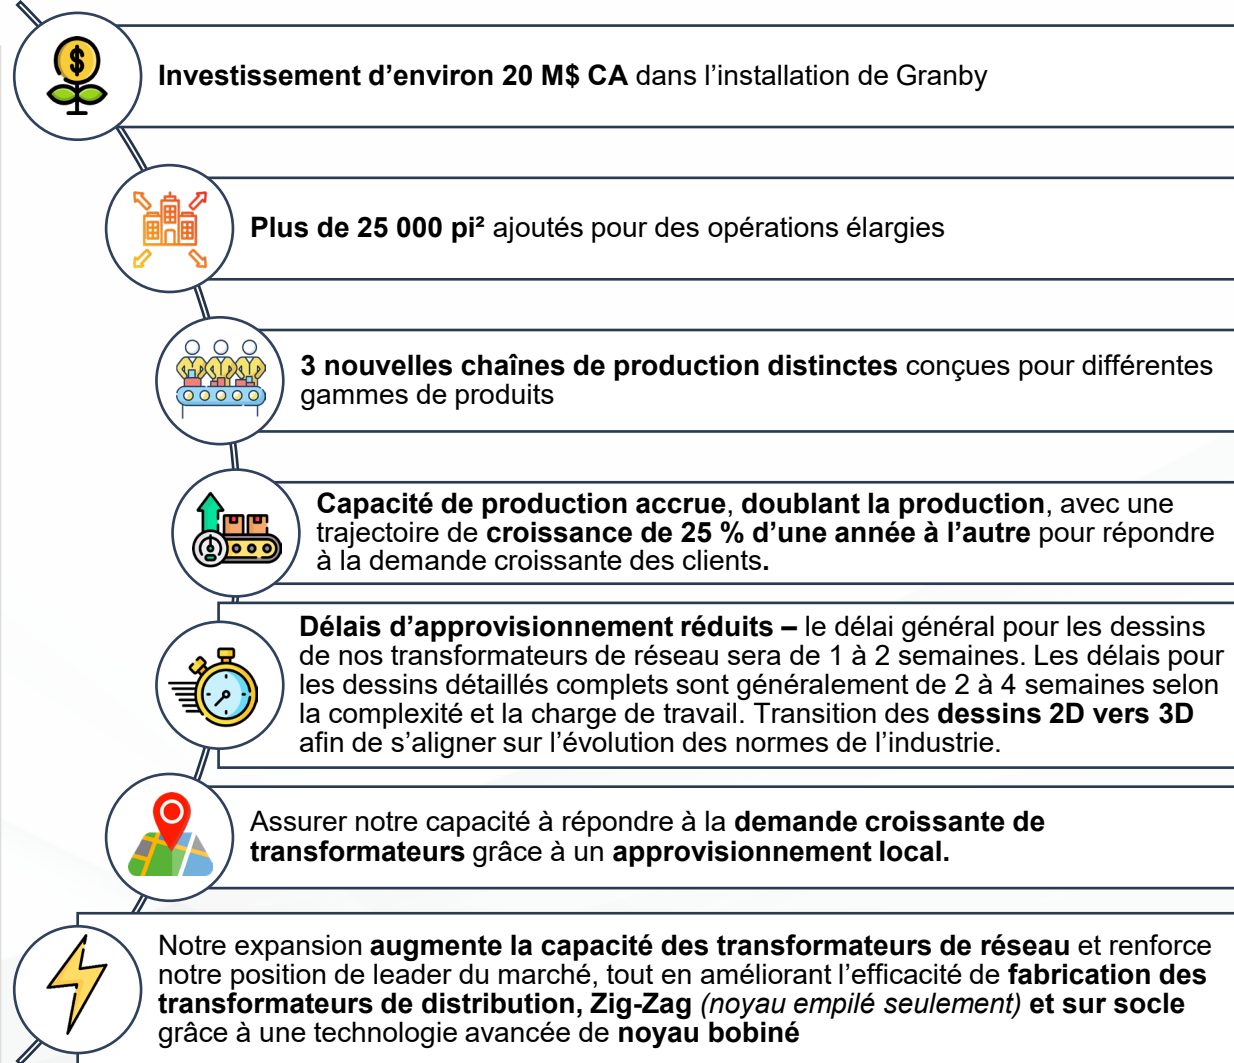 Investissement d’environ 20 M$ CA dans l’installation de Granby
Plus de 25 000 pi² ajoutés pour des opérations élargies
3 nouvelles chaînes de production distinctes conçues pour différentes
gammes de produits
Capacité de production accrue, doublant la production, avec une
trajectoire de croissance de 25 % d’une année à l’autre pour répondre
à la demande croissante des clients.
Délais d’approvisionnement réduits – le délai général pour les dessins
de nos transformateurs de réseau sera de 1 à 2 semaines. Les délais pour
les dessins détaillés complets sont généralement de 2 à 4 semaines selon
la complexité et la charge de travail. Transition des dessins 2D vers 3D
afin de s’aligner sur l’évolution des normes de l’industrie.
Assurer notre capacité à répondre à la demande croissante de
transformateurs grâce à un approvisionnement local.
Notre expansion augmente la capacité des transformateurs de réseau et renforce
notre position de leader du marché, tout en améliorant l’efficacité de fabrication des
transformateurs de distribution, Zig-Zag (noyau empilé seulement) et sur socle
grâce à une technologie avancée de noyau bobiné